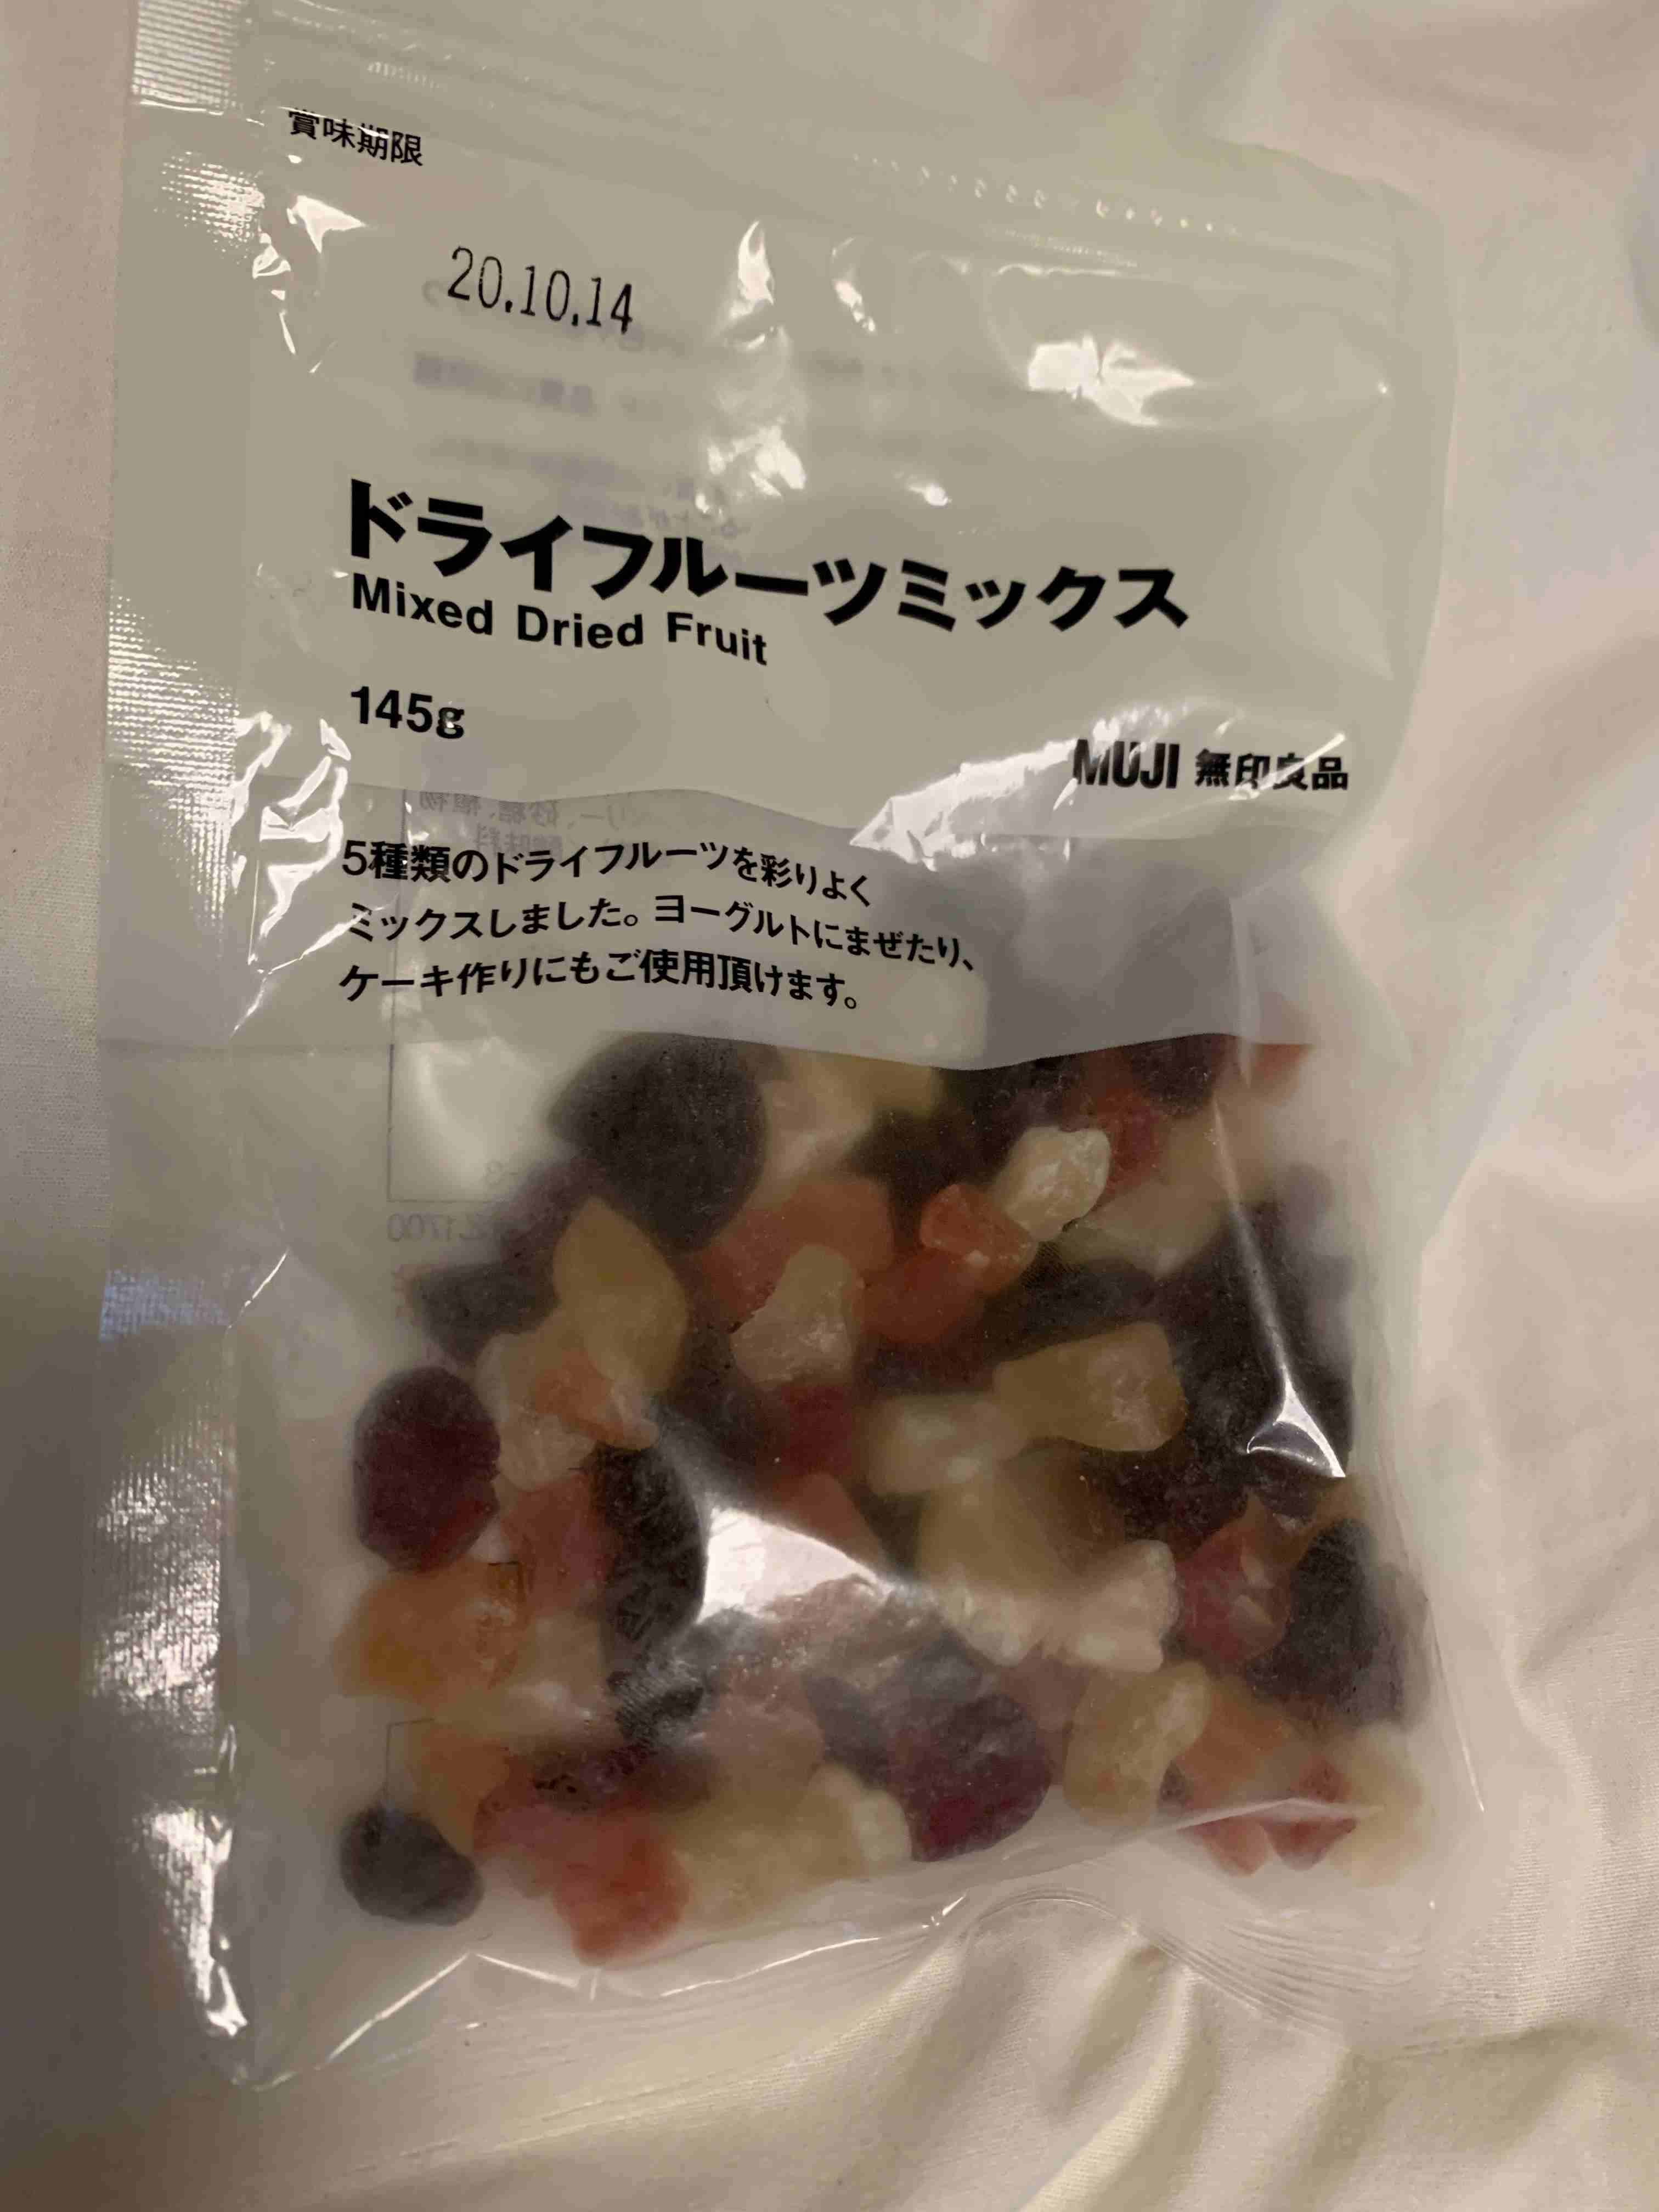 賞味期限
20.10.14
ドライフルーツミックス
Mixed Dried Fruit
145g
MUJI 無印良品
5種類のドライフルーツを彩りよく
ミックスしました。ヨーグルトにまぜたり、
ケーキ作りにもご使用頂けます。